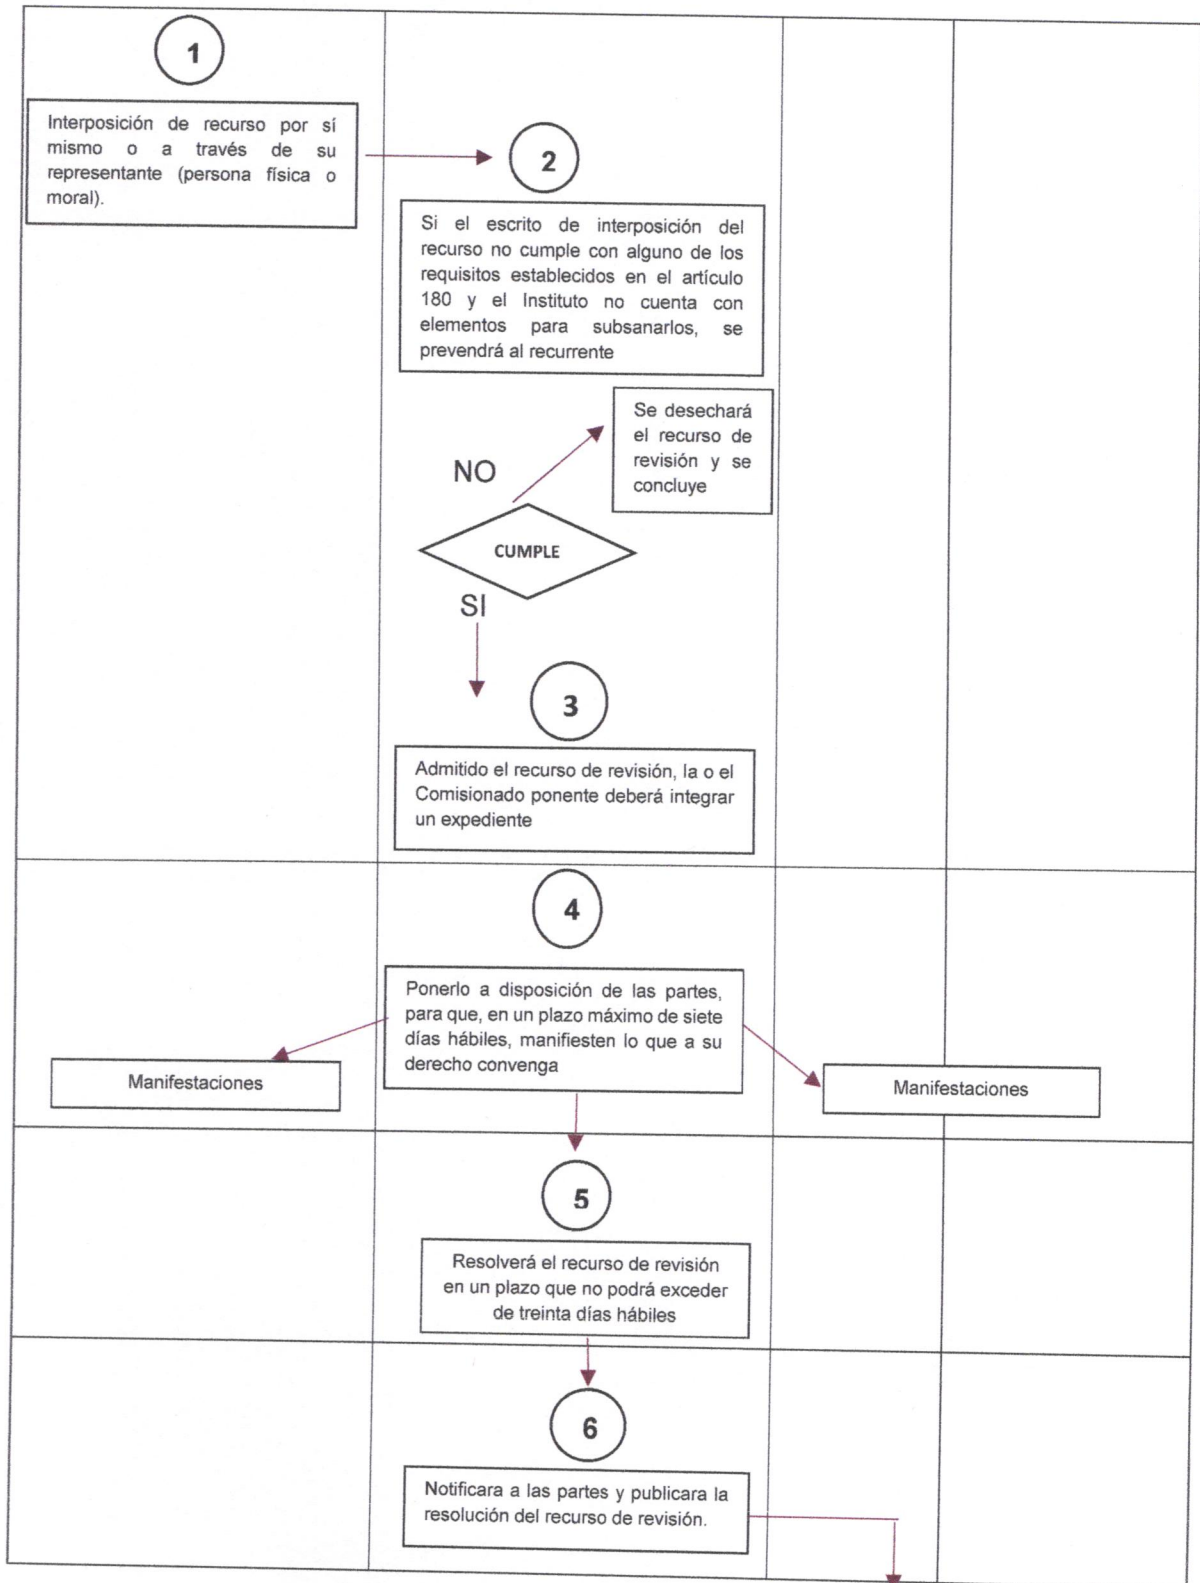 1
Interposición de recurso por sí
mismo o a través de su
representante (persona física o
moral).
2
Si el escrito de interposición del
recurso no cumple con alguno de los
requisitos establecidos en el artículo
180 y el Instituto no cuenta con
elementos para subsanarlos, se
prevendrá al recurrente
Se desechará
el recurso de
revisión y se
concluye
NO
CUMPLE
SI
3
Admitido el recurso de revisión, la o el
Comisionado ponente deberá integrar
un expediente
4
Ponerlo a disposición de las partes,
para que, en un plazo máximo de siete
días hábiles, manifiesten lo que a su
derecho convenga
Manifestaciones
Manifestaciones
5
Resolverá el recurso de revisión
en un plazo que no podrá exceder
de treinta días hábiles
6
Notificara a las partes y publicara la
resolución del recurso de revisión.